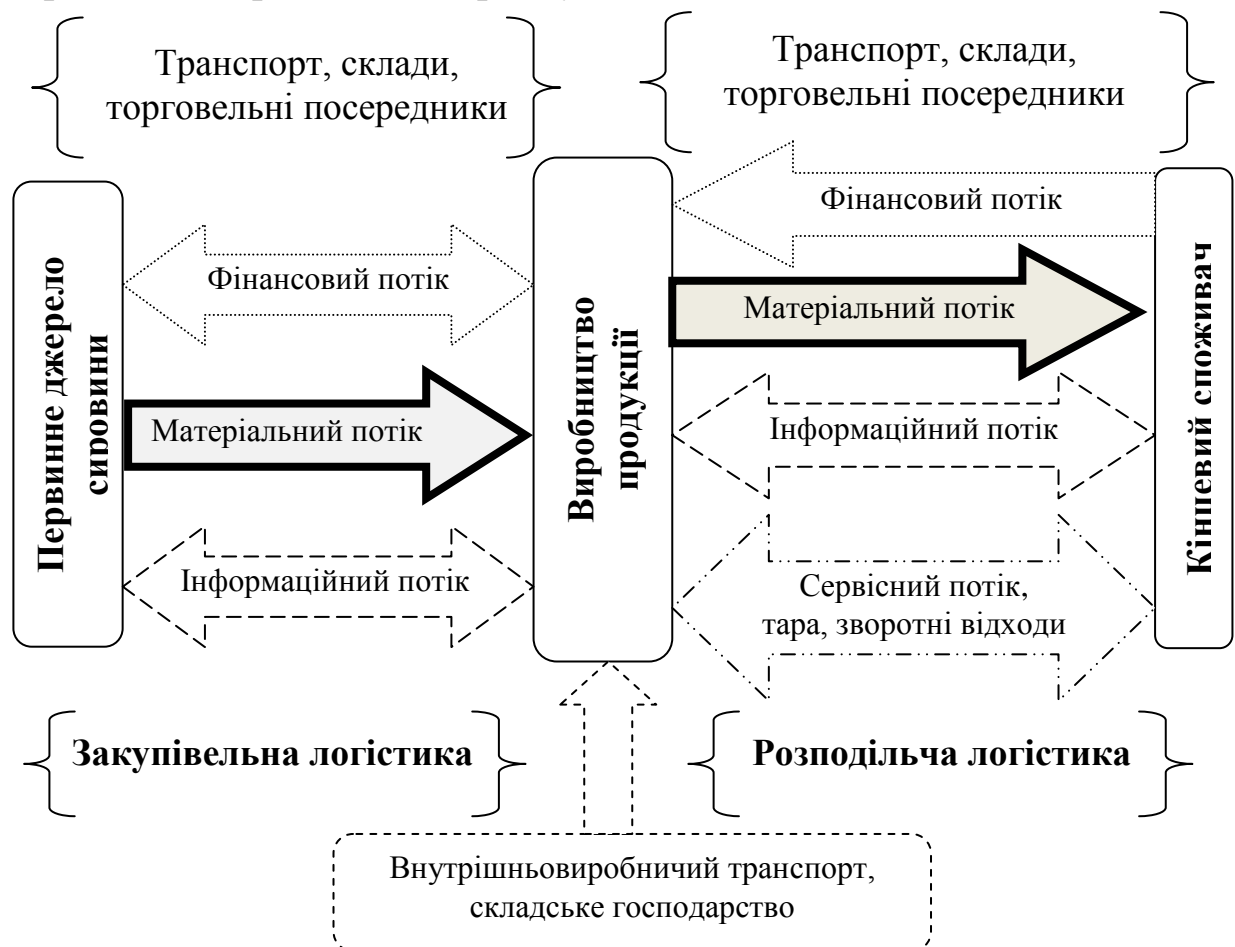 Транспорт, склади,
торговельні посередники
Транспорт, склади,
торговельні посередники
Первинне джерело
сировини
Фінансовий потік
Матеріальний потік
Інформаційний потік
Виробництво
продукції
Фінансовий потік
Матеріальний потік
Інформаційний потік
Сервісний потік,
тара, зворотні відходи
Кінцевий споживач
Закупівельна логістика
Розподільча логістика
Внутрішньовиробничий транспорт,
складське господарство